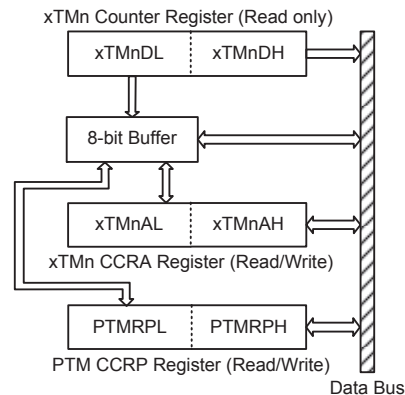 xTMn Counter Register (Read only)
xTMnDL xTMnDH
8-bit Buffer
xTMnAL xTMnAH
xTMn CCRA Register (Read/Write)
PTMRPL PTMRPH
PTM CCRP Register (Read/Write)
Data Bus